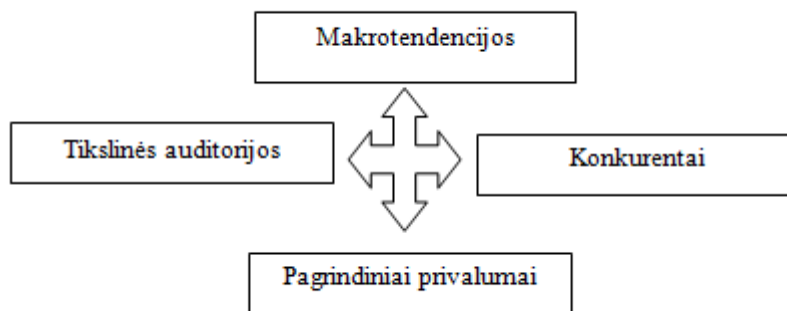 Makrotendencijos
Tikslinės auditorijos
Konkurentai
Pagrindiniai privalumai